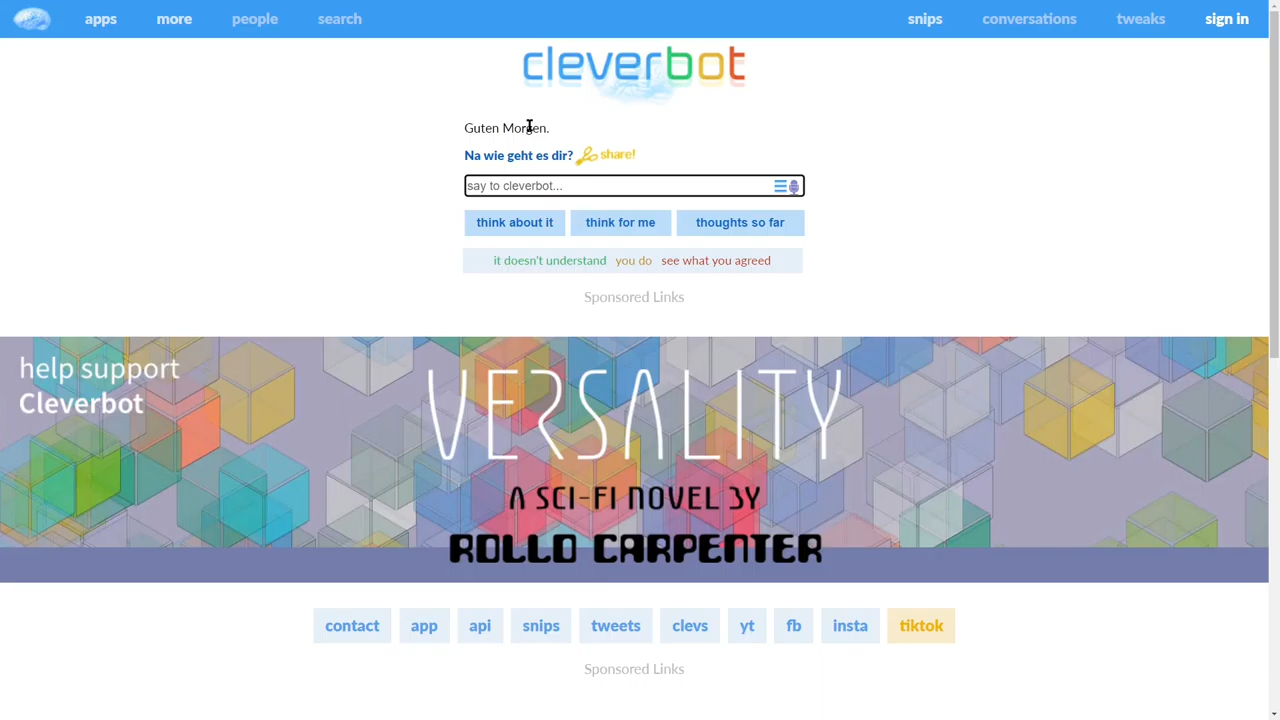 apps more people search snips conversations tweaks sign in
cleverbot
Guten Morgen.
Na wie geht es dir? share!
say to cleverbot...
think about it think for me thoughts so far
it doesn't understand you do see what you agreed
Sponsored Links
help support
Cleverbot
VERSALITY
A SCI-FI NOVEL BY
ROLLO CARPENTER
contact app api snips tweets clevs yt fb insta tiktok
Sponsored Links